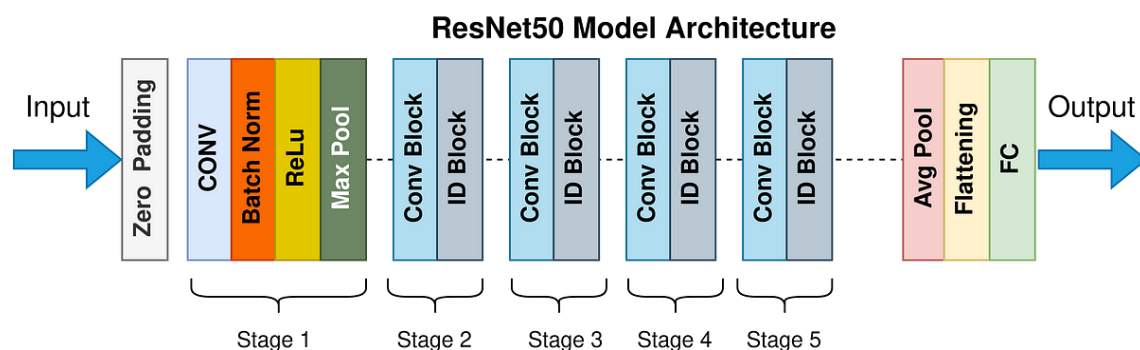 ResNet50 Model Architecture
Input
Zero Padding
CONV
Batch Norm
ReLu
Max Pool
Conv Block
ID Block
Conv Block
ID Block
Conv Block
ID Block
Conv Block
ID Block
Avg Pool
Flattening
FC
Output
Stage 1
Stage 2
Stage 3
Stage 4
Stage 5